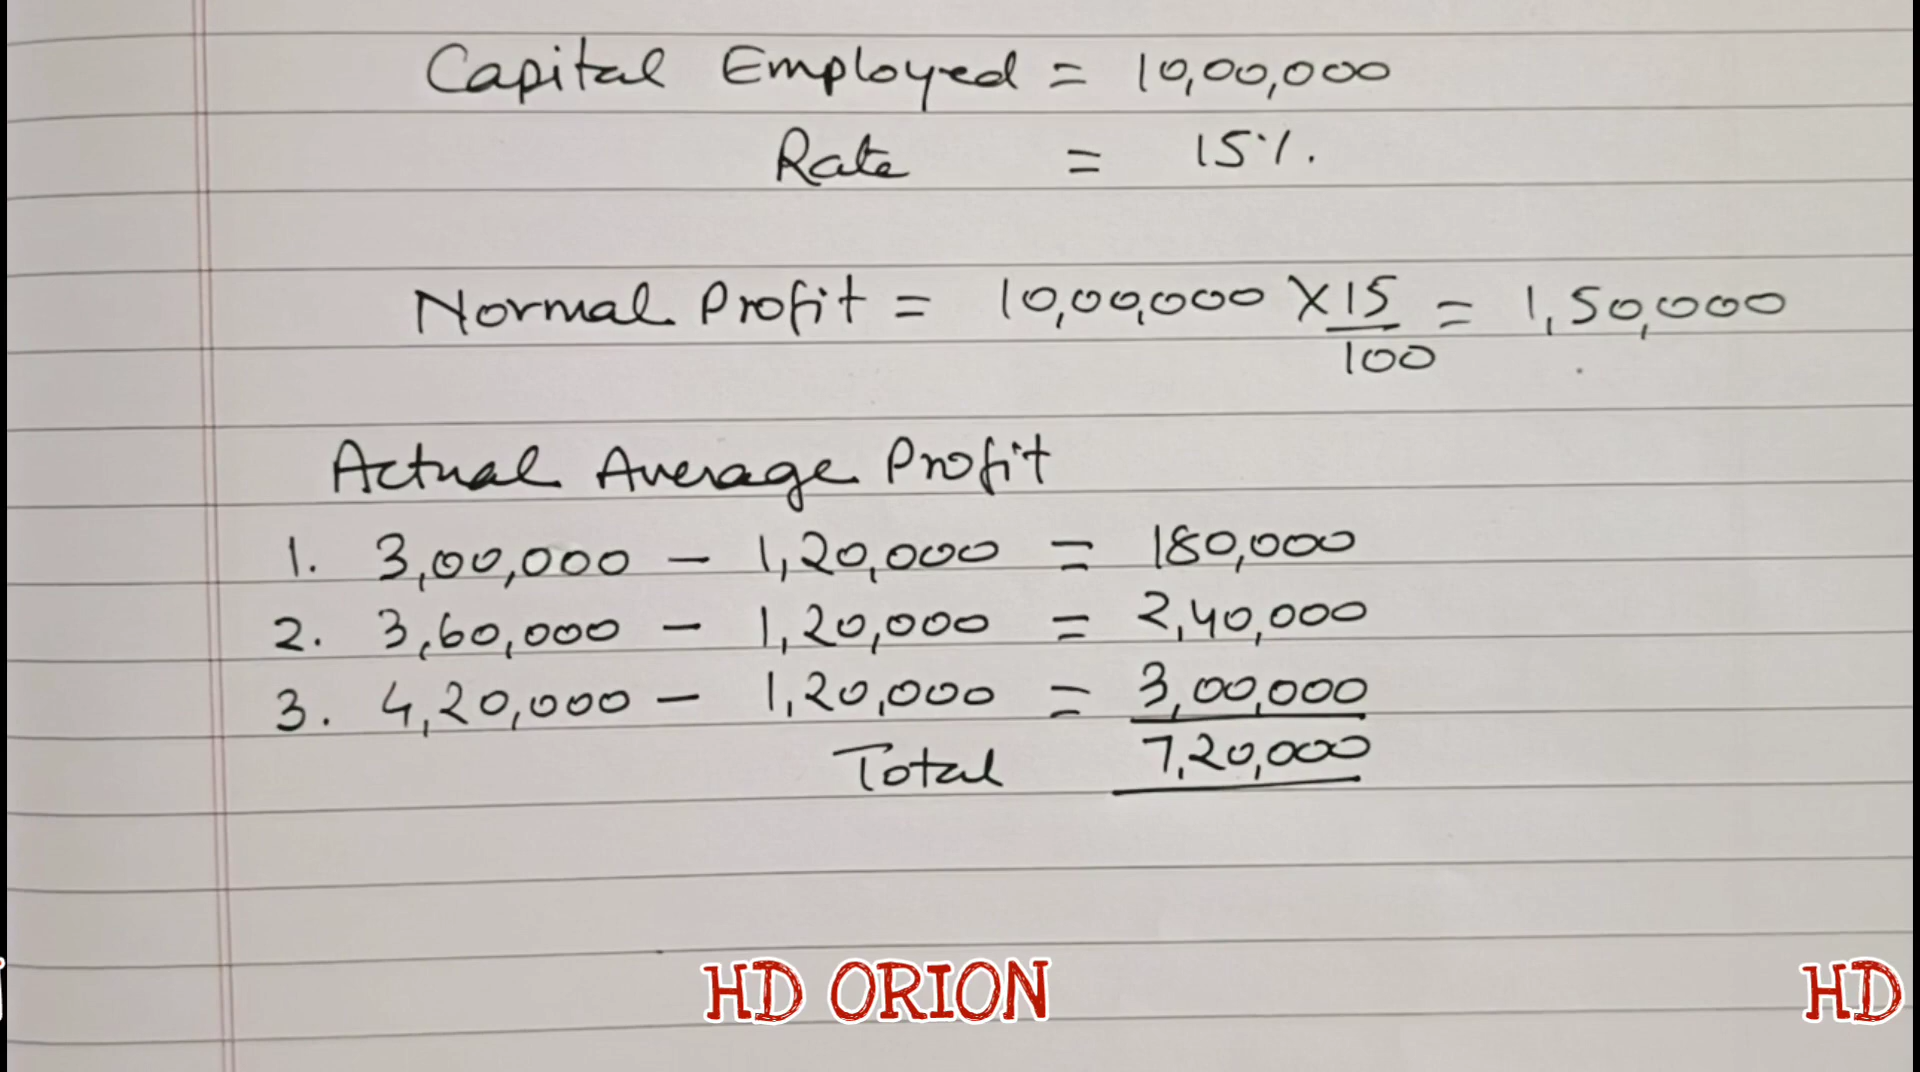 Capital Employed = 10,00,000
Rate = 15%.
Normal Profit = 10,00,000 X 15/100 = 1,50,000
Actual Average Profit
1. 3,00,000 - 1,20,000 = 180,000
2. 3,60,000 - 1,20,000 = 2,40,000
3. 4,20,000 - 1,20,000 = 3,00,000
Total 7,20,000
HD ORION HD